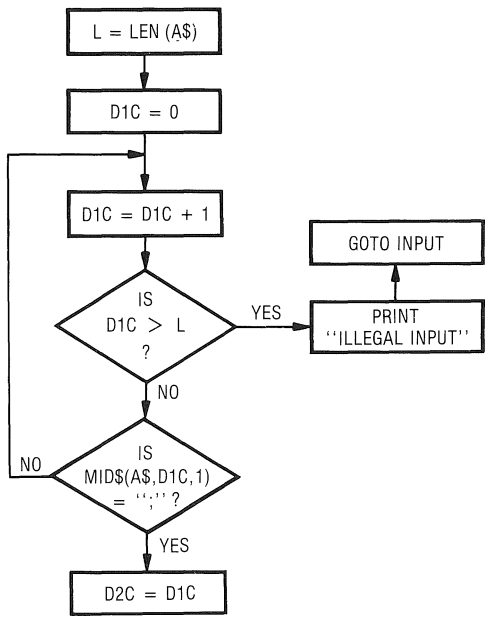 L = LEN (A$)
D1C = 0
D1C = D1C + 1
IS
D1C > L
?
YES
PRINT
“ILLEGAL INPUT”
GOTO INPUT
NO
IS
MID$(A$,D1C,1)
= “;” ?
NO
YES
D2C = D1C